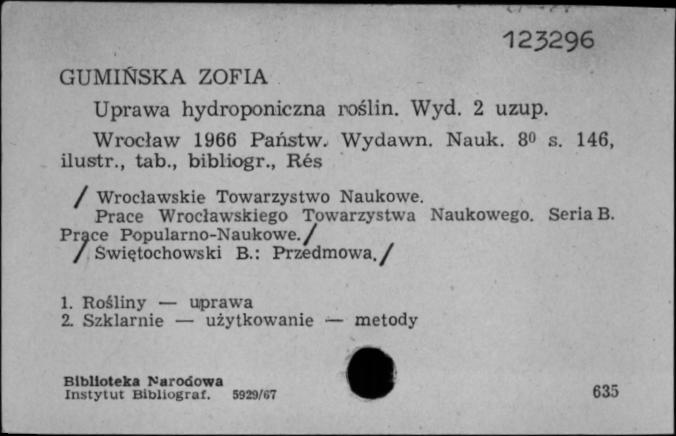 123296
GUMIŃSKA ZOFIA
Uprawa hydroponiczna roślin. Wyd. 2 uzup.
Wrocław 1966 Państw. Wydawn. Nauk. 8⁰ s. 146,
ilustr., tab., bibliogr., Rés
/ Wrocławskie Towarzystwo Naukowe.
Prace Wrocławskiego Towarzystwa Naukowego. Seria B.
Prace Popularno-Naukowe./
/ Świętochowski B.: Przedmowa./
1. Rośliny — uprawa
2. Szklarnie — użytkowanie — metody
Biblioteka Narodowa
Instytut Bibliograf. 5929/67
635